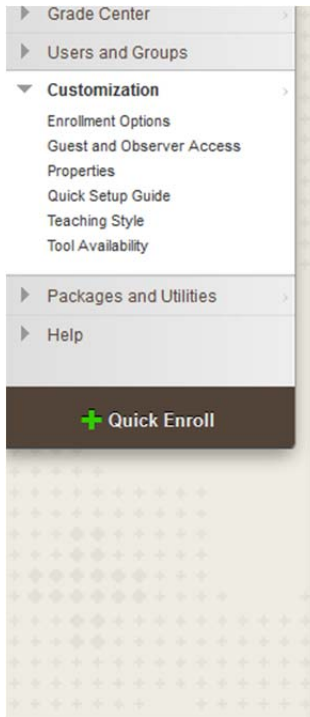 Grade Center
Users and Groups
Customization
Enrollment Options
Guest and Observer Access
Properties
Quick Setup Guide
Teaching Style
Tool Availability
Packages and Utilities
Help
Quick Enroll